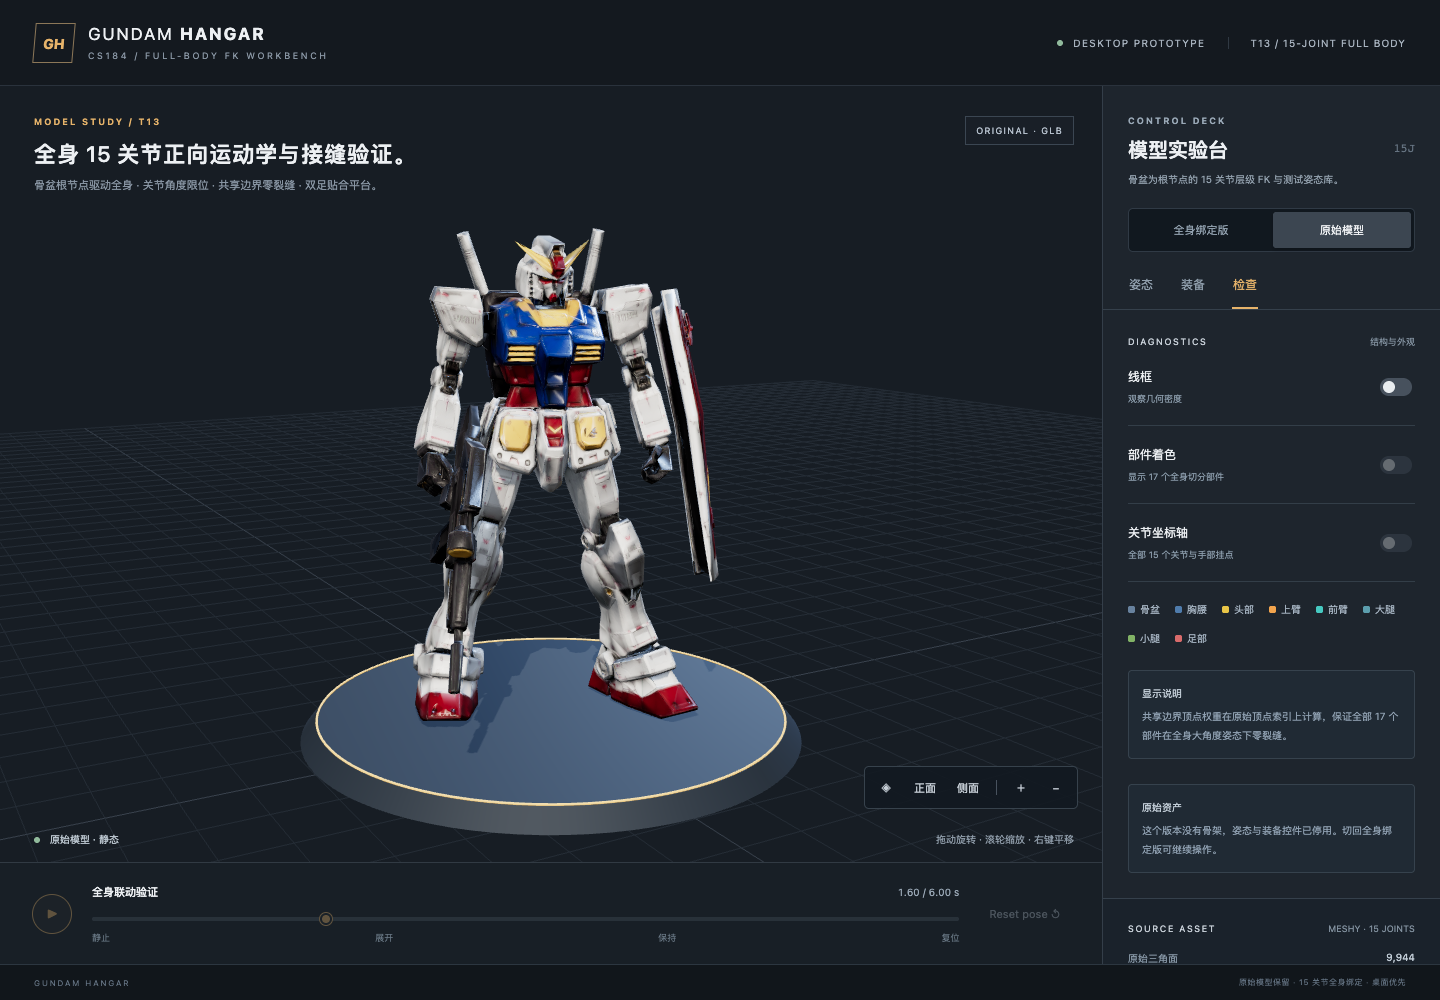 GH
GUNDAM HANGAR
CS184 / FULL-BODY FK WORKBENCH
DESKTOP PROTOTYPE
T13 / 15-JOINT FULL BODY
MODEL STUDY / T13
全身 15 关节正向运动学与接缝验证。
骨盆根节点驱动全身 · 关节角度限位 · 共享边界零裂缝 · 双足贴合平台。
ORIGINAL · GLB
正面 侧面 + −
原始模型 · 静态
拖动旋转 · 滚轮缩放 · 右键平移
全身联动验证
1.60 / 6.00 s
静止 展开 保持 复位
Reset pose
CONTROL DECK
模型实验台
15J
骨盆为根节点的 15 关节层级 FK 与测试姿态库。
全身绑定版 原始模型
姿态 装备 检查
DIAGNOSTICS
结构与外观
线框
观察几何密度
部件着色
显示 17 个全身切分部件
关节坐标轴
全部 15 个关节与手部挂点
骨盆 胸腰 头部 上臂 前臂 大腿
小腿 足部
显示说明
共享边界顶点权重在原始顶点索引上计算，保证全部 17 个
部件在全身大角度姿态下零裂缝。
原始资产
这个版本没有骨架，姿态与装备控件已停用。切回全身绑
定版可继续操作。
SOURCE ASSET
MESHY · 15 JOINTS
原始三角面
9,944
GUNDAM HANGAR
原始模型保留 · 15 关节全身绑定 · 桌面优先